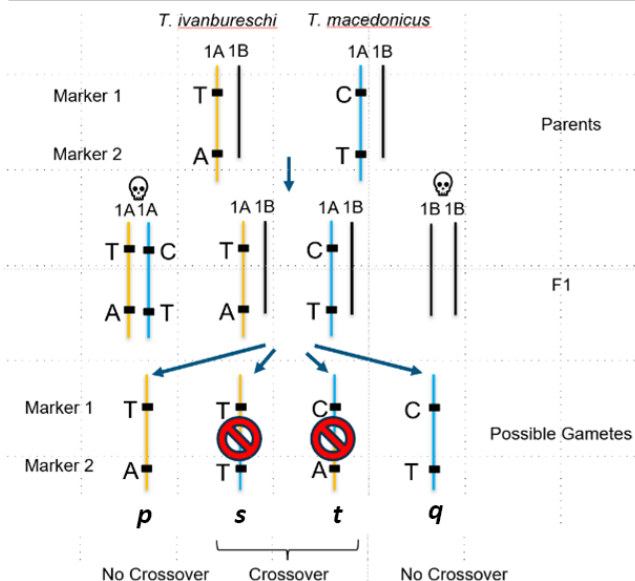 T. ivanbureschi T. macedonicus
1A 1B 1A 1B
Marker 1 T C
Parents
Marker 2 A T
1A 1A 1A 1B 1A 1B 1B 1B
T C T C
F1
A T A T
Marker 1 T T C C
Possible Gametes
Marker 2 A T A T
p s t q
No Crossover Crossover No Crossover